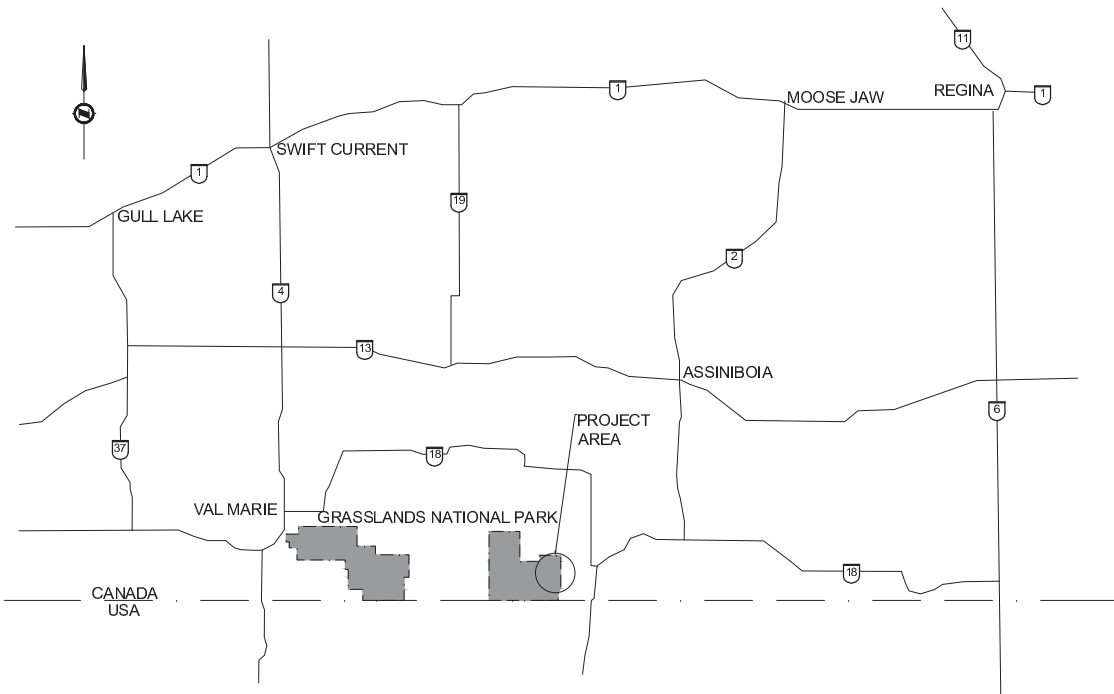 11
REGINA
1
1
MOOSE JAW
SWIFT CURRENT
1
19
GULL LAKE
2
4
13
ASSINIBOIA
6
PROJECT
AREA
37
18
VAL MARIE
GRASSLANDS NATIONAL PARK
18
CANADA
USA